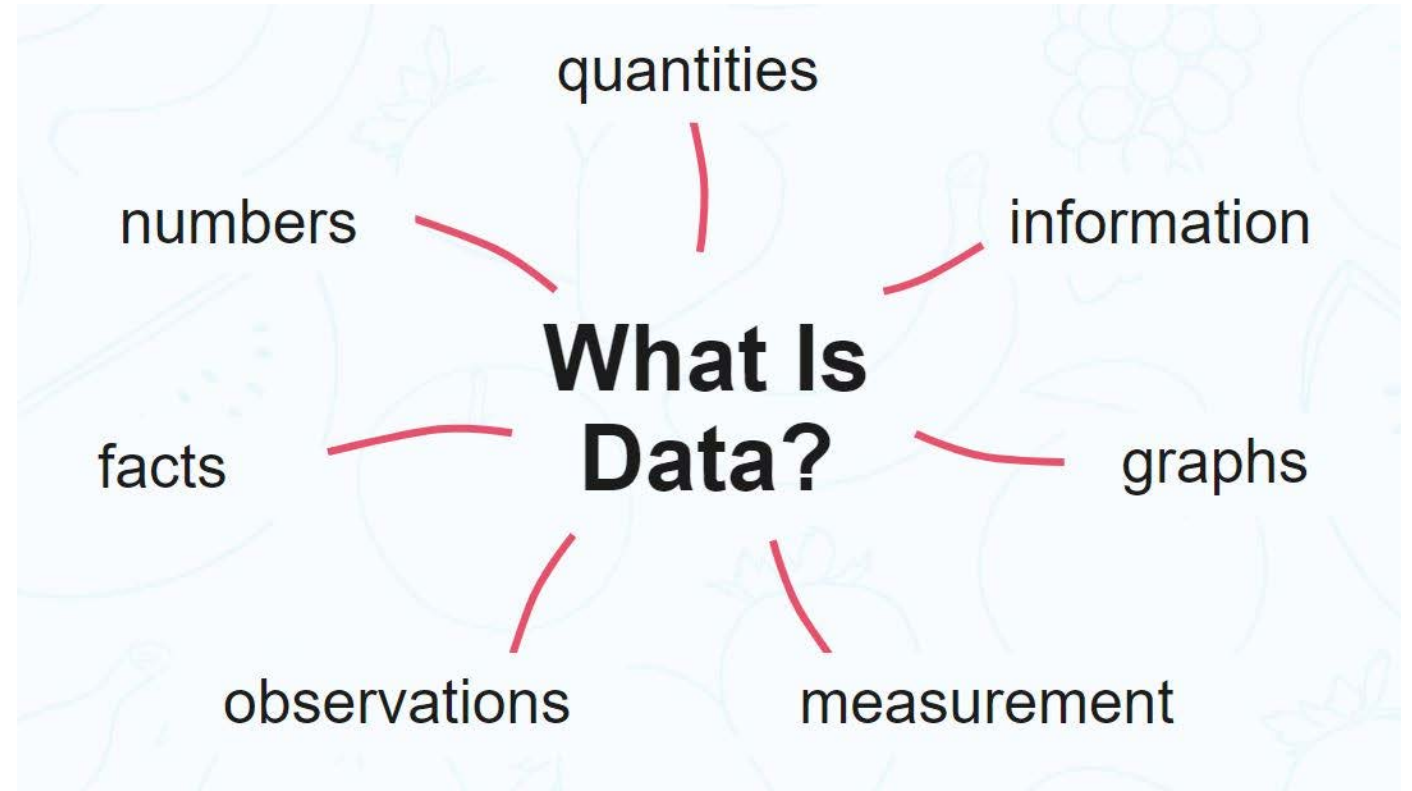 quantities
numbers
information
What Is
Data?
facts
graphs
observations
measurement